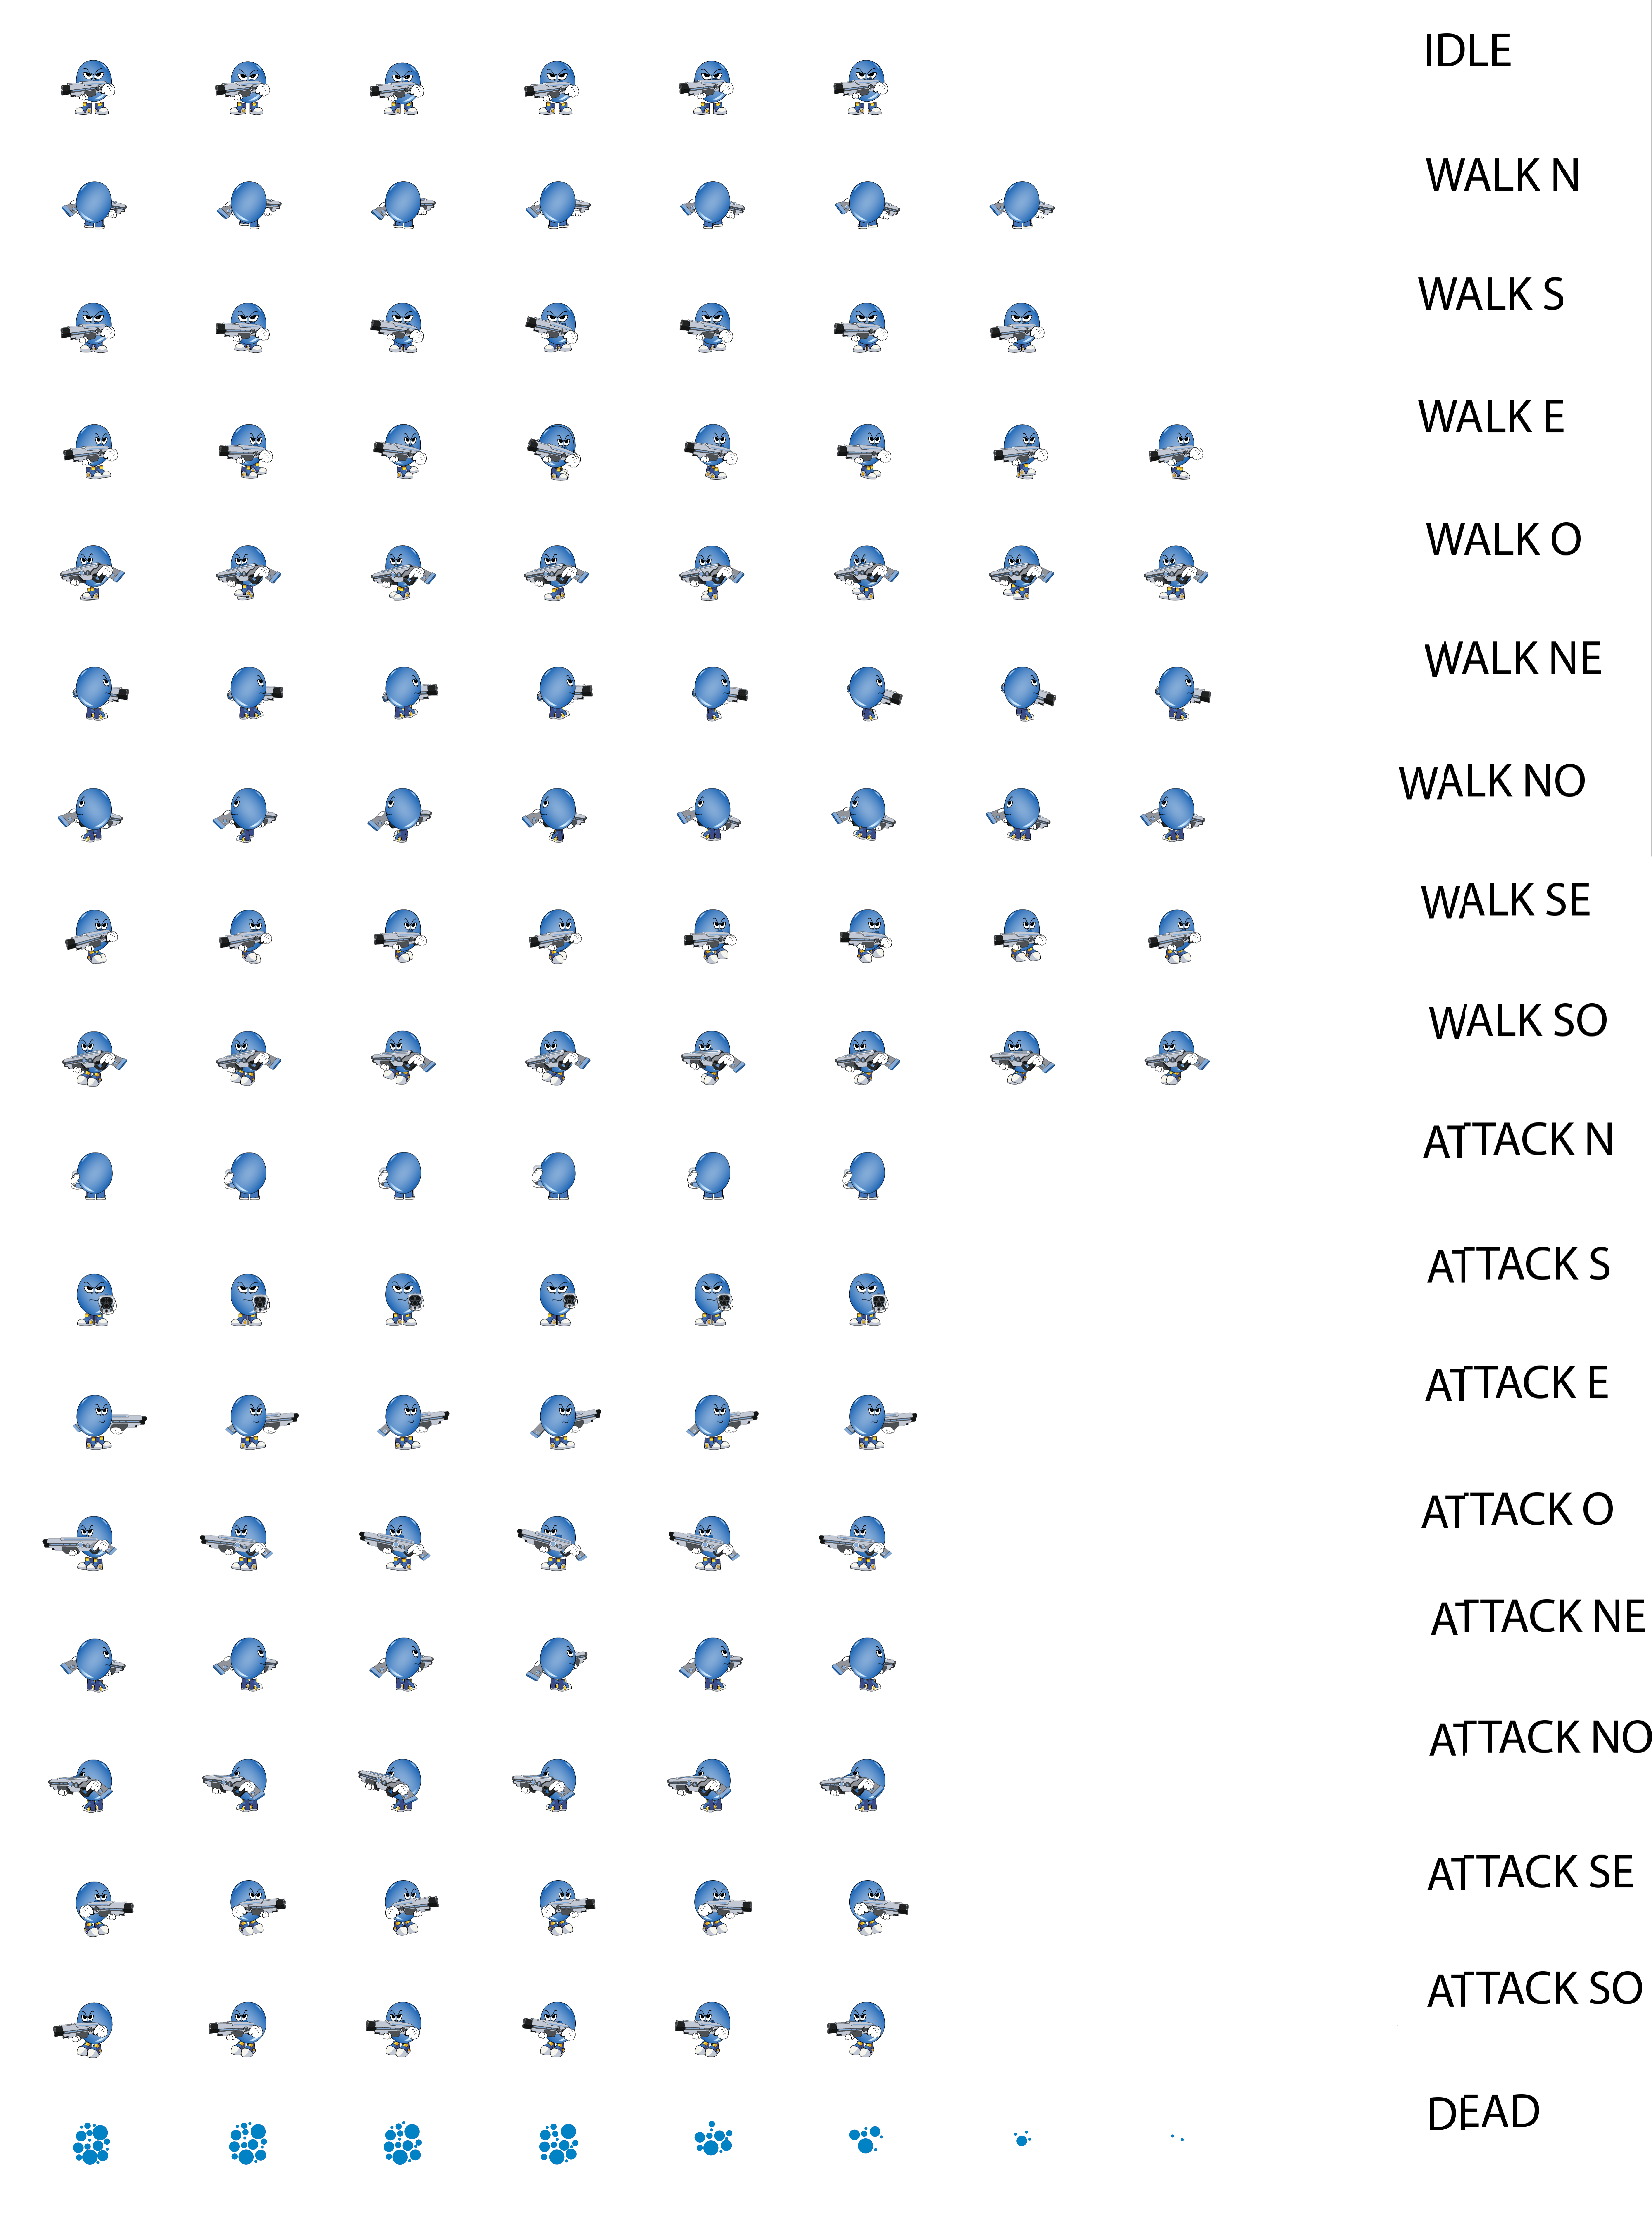 IDLE
WALK N
WALK S
WALK E
WALK O
WALK NE
WALK NO
WALK SE
WALK SO
ATTACK N
ATTACK S
ATTACK E
ATTACK O
ATTACK NE
ATTACK NO
ATTACK SE
ATTACK SO
DEAD